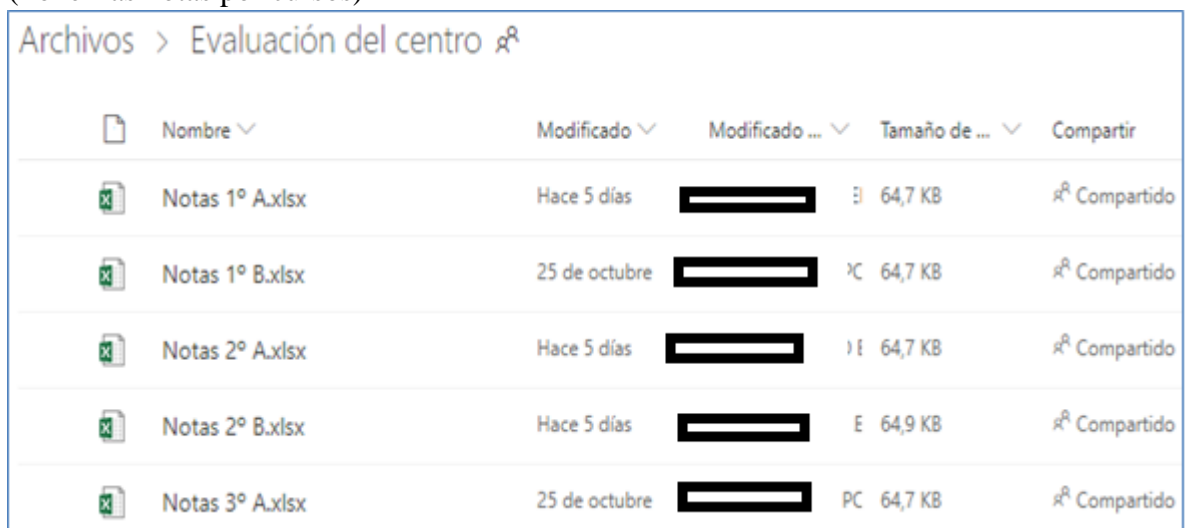 Archivos > Evaluación del centro
Nombre Modificado Modificado ... Tamaño de ... Compartir
Notas 1º A.xlsx Hace 5 días 64,7 KB Compartido
Notas 1º B.xlsx 25 de octubre PC 64,7 KB Compartido
Notas 2º A.xlsx Hace 5 días 64,7 KB Compartido
Notas 2º B.xlsx Hace 5 días E 64,9 KB Compartido
Notas 3º A.xlsx 25 de octubre PC 64,7 KB Compartido